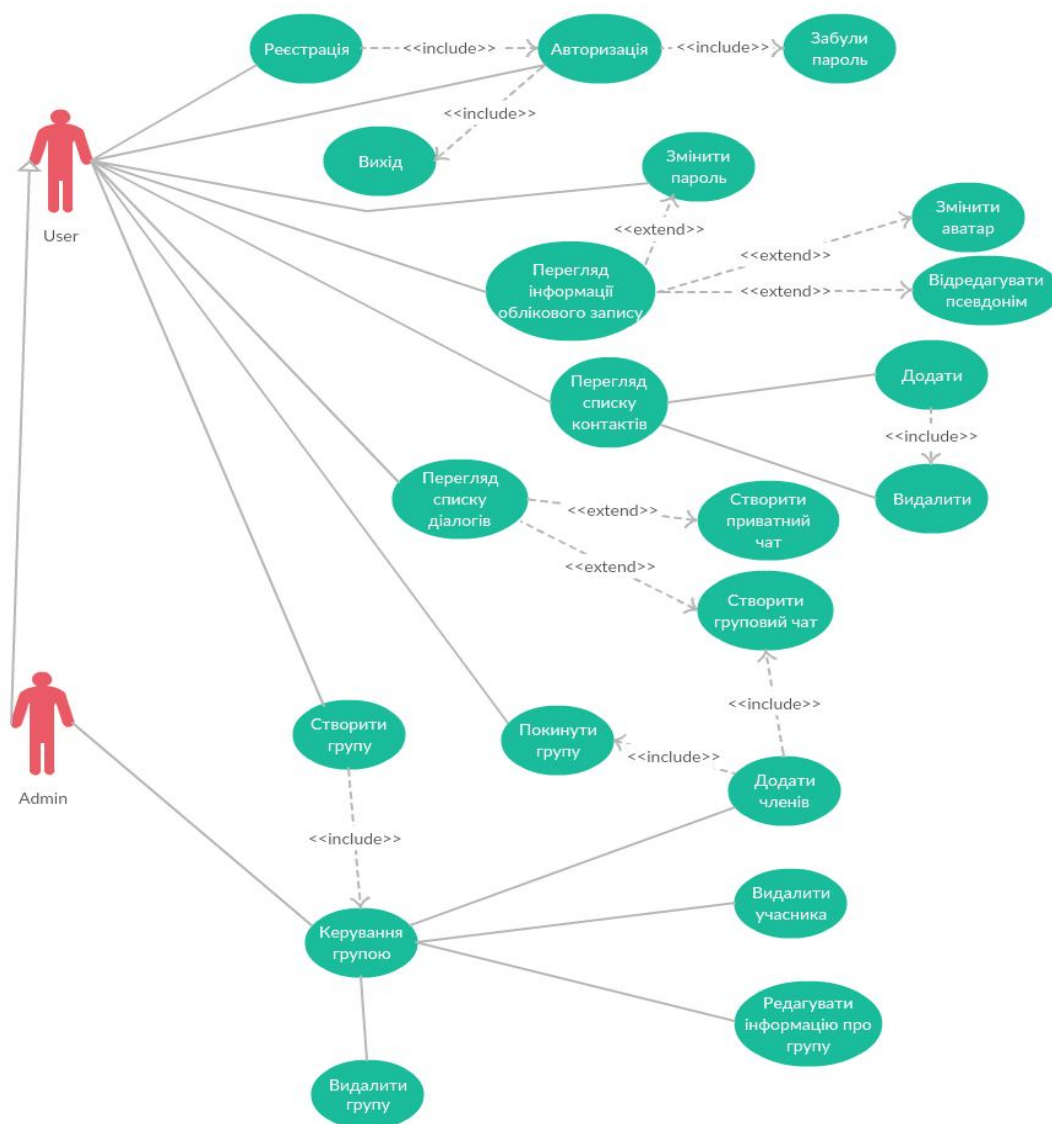 Реєстрація
<<include>>
Авторизація
<<include>>
Забули
пароль
<<include>>
Вихід
Змінити
пароль
User
<<extend>>
Змінити
аватар
<<extend>>
Перегляд
інформації
облікового запису
<<extend>>
Відредагувати
псевдонім
Перегляд
списку
контактів
Додати
<<include>>
Видалити
Перегляд
списку
діалогів
<<extend>>
Створити
приватний
чат
<<extend>>
Створити
груповий чат
<<include>>
Створити
групу
Покинути
групу
<<include>>
Додати
членів
Admin
<<include>>
Видалити
учасника
Керування
групою
Редагувати
інформацію про
групу
Видалити
групу